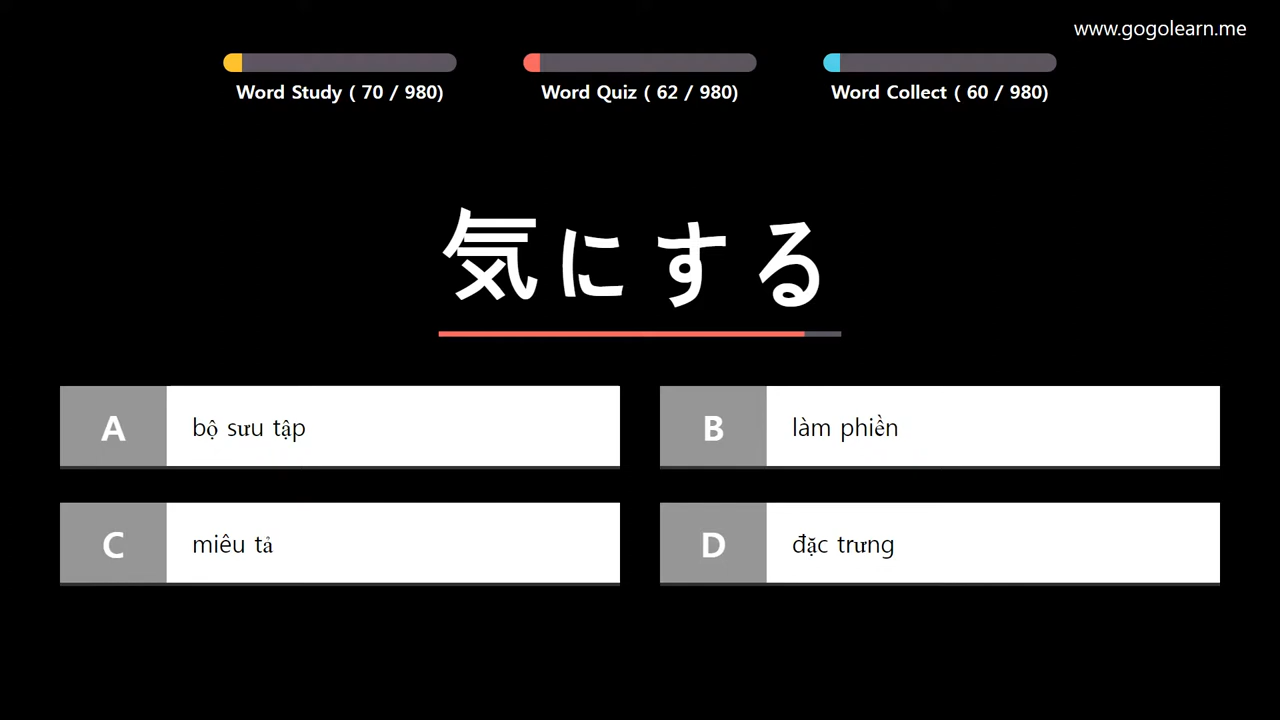 www.gogolearn.me
Word Study ( 70 / 980)
Word Quiz ( 62 / 980)
Word Collect ( 60 / 980)
気にする
A
bộ sưu tập
B
làm phiền
C
miêu tả
D
đặc trưng